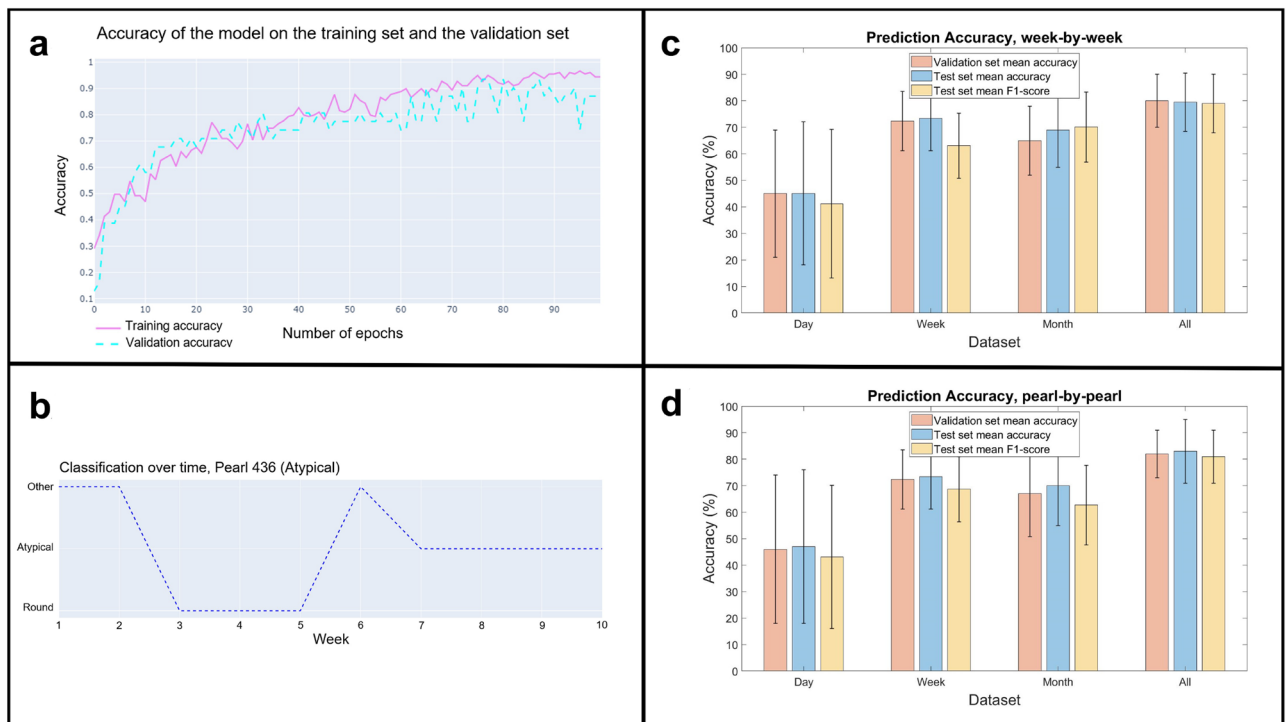 a
Accuracy of the model on the training set and the validation set
1
0.9
0.8
0.7
0.6
0.5
0.4
0.3
0.2
0.1
Accuracy
0 10 20 30 40 50 60 70 80 90
Number of epochs
Training accuracy
Validation accuracy
b
Classification over time, Pearl 436 (Atypical)
Other
Atypical
Round
1 2 3 4 5 6 7 8 9 10
Week
c
Prediction Accuracy, week-by-week
Validation set mean accuracy
Test set mean accuracy
Test set mean F1-score
100
90
80
70
60
50
40
30
20
10
0
Accuracy (%)
Day Week Month All
Dataset
d
Prediction Accuracy, pearl-by-pearl
Validation set mean accuracy
Test set mean accuracy
Test set mean F1-score
100
90
80
70
60
50
40
30
20
10
0
Accuracy (%)
Day Week Month All
Dataset